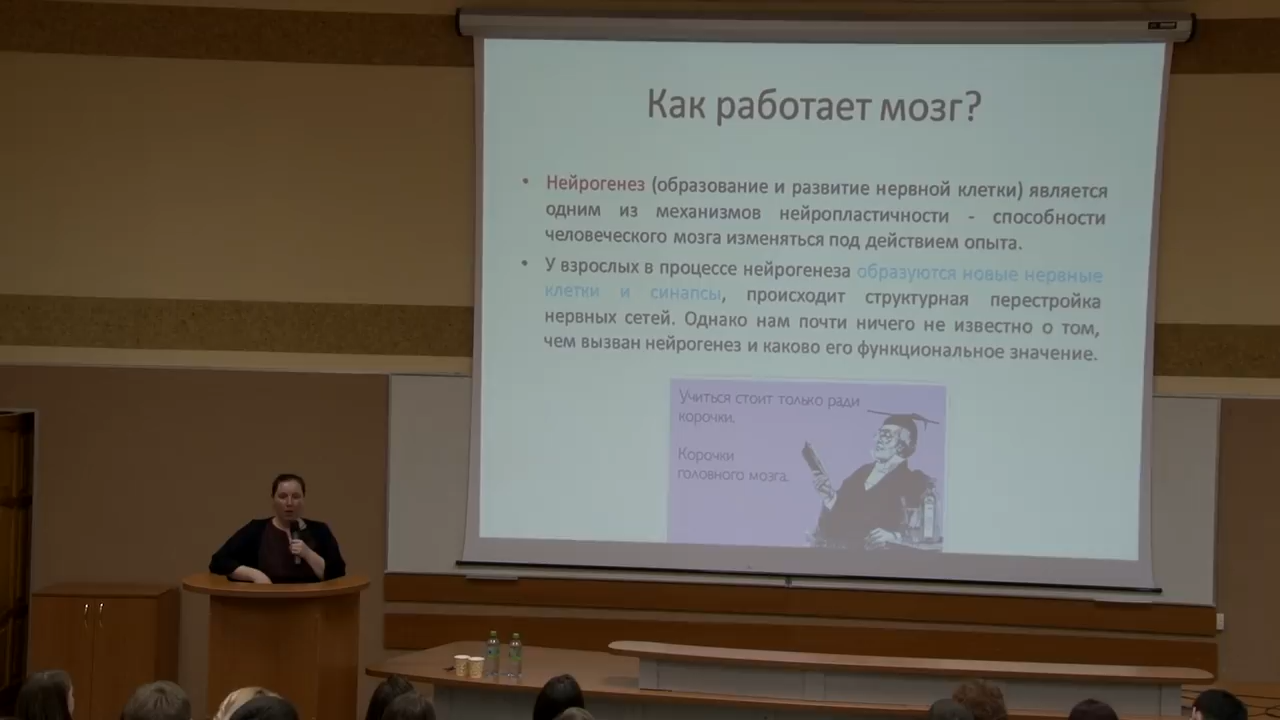 Как работает мозг?
• Нейрогенез (образование и развитие нервной клетки) является
одним из механизмов нейропластичности - способности
человеческого мозга изменяться под действием опыта.
• У взрослых в процессе нейрогенеза образуются новые нервные
клетки и синапсы, происходит структурная перестройка
нервных сетей. Однако нам почти ничего не известно о том,
чем вызван нейрогенез и каково его функциональное значение.
Учиться стоит только ради
корочки.
Корочки
головного мозга.